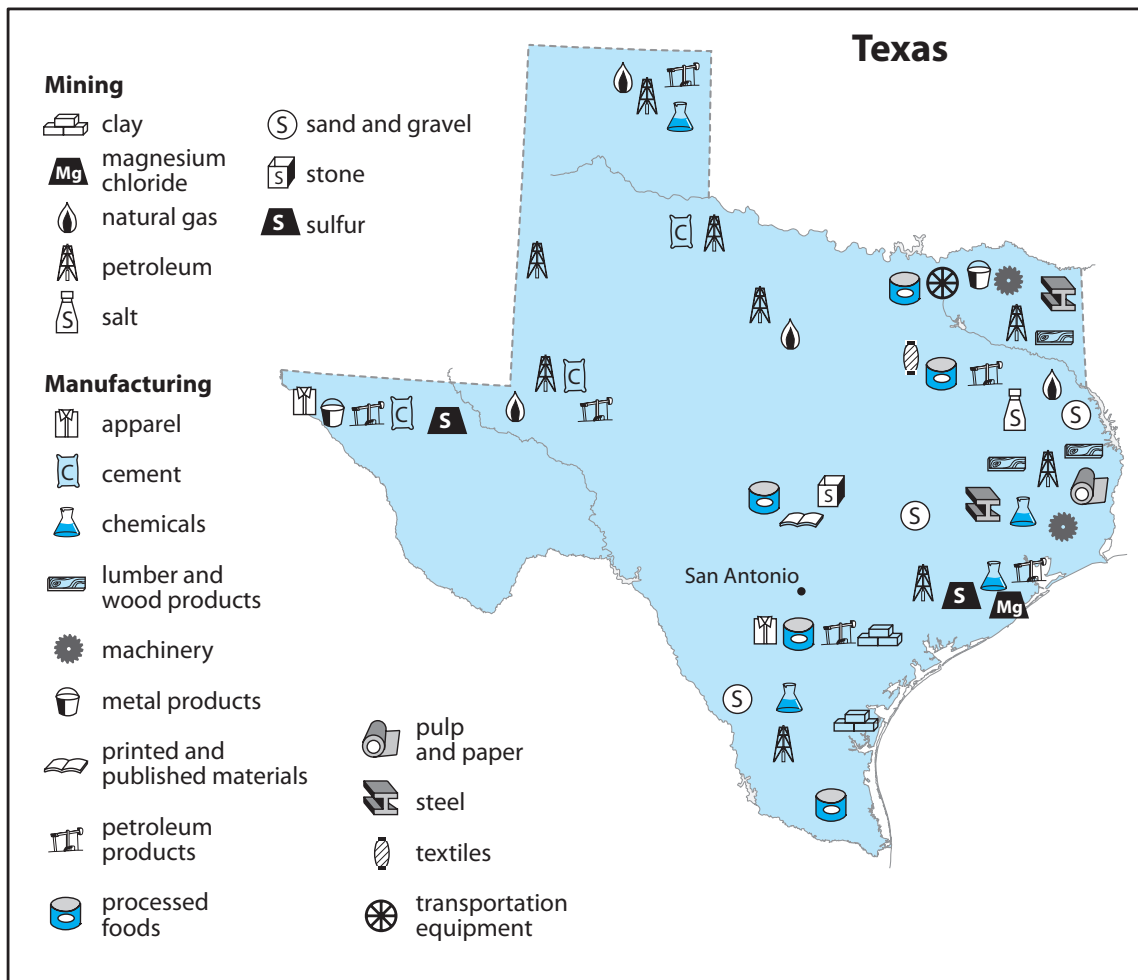 Texas
Mining
clay
Mg
magnesium
chloride
natural gas
petroleum
S
salt
S
sand and gravel
S
stone
S
sulfur
Manufacturing
apparel
C
cement
chemicals
lumber and
wood products
machinery
metal products
printed and
published materials
petroleum
products
processed
foods
pulp
and paper
steel
textiles
transportation
equipment
C
C
C
S
S
S
S
S
San Antonio
S
Mg
S